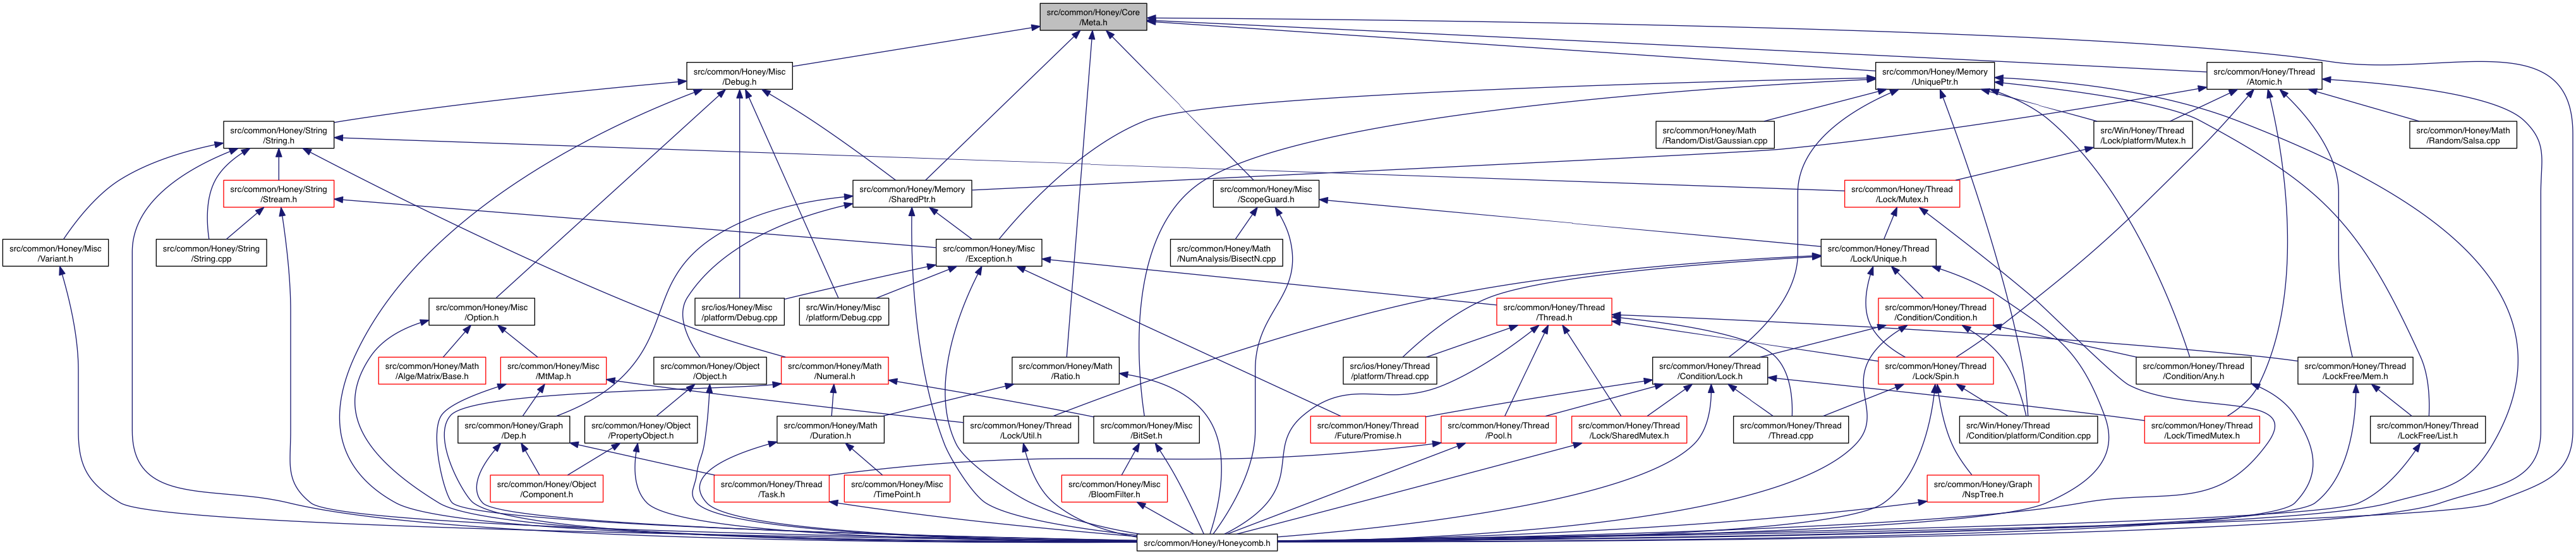 src/common/Honey/Core
/Meta.h
src/common/Honey/Misc
/Debug.h
src/common/Honey/Memory
/UniquePtr.h
src/common/Honey/Thread
/Atomic.h
src/common/Honey/String
/String.h
src/common/Honey/Math
/Random/Dist/Gaussian.cpp
src/Win/Honey/Thread
/Lock/platform/Mutex.h
src/common/Honey/Math
/Random/Salsa.cpp
src/common/Honey/String
/Stream.h
src/common/Honey/Memory
/SharedPtr.h
src/common/Honey/Misc
/ScopeGuard.h
src/common/Honey/Thread
/Lock/Mutex.h
src/common/Honey/Misc
/Variant.h
src/common/Honey/String
/String.cpp
src/common/Honey/Misc
/Exception.h
src/common/Honey/Math
/NumAnalysis/BisectN.cpp
src/common/Honey/Thread
/Lock/Unique.h
src/common/Honey/Misc
/Option.h
src/ios/Honey/Misc
/platform/Debug.cpp
src/Win/Honey/Misc
/platform/Debug.cpp
src/common/Honey/Thread
/Thread.h
src/common/Honey/Thread
/Condition/Condition.h
src/common/Honey/Math
/Alge/Matrix/Base.h
src/common/Honey/Misc
/MtMap.h
src/common/Honey/Object
/Object.h
src/common/Honey/Math
/Numeral.h
src/common/Honey/Math
/Ratio.h
src/ios/Honey/Thread
/platform/Thread.cpp
src/common/Honey/Thread
/Condition/Lock.h
src/common/Honey/Thread
/Lock/Spin.h
src/common/Honey/Thread
/Condition/Any.h
src/common/Honey/Thread
/LockFree/Mem.h
src/common/Honey/Graph
/Dep.h
src/common/Honey/Object
/PropertyObject.h
src/common/Honey/Math
/Duration.h
src/common/Honey/Thread
/Lock/Util.h
src/common/Honey/Misc
/BitSet.h
src/common/Honey/Thread
/Future/Promise.h
src/common/Honey/Thread
/Pool.h
src/common/Honey/Thread
/Lock/SharedMutex.h
src/common/Honey/Thread
/Thread.cpp
src/Win/Honey/Thread
/Condition/platform/Condition.cpp
src/common/Honey/Thread
/Lock/TimedMutex.h
src/common/Honey/Thread
/LockFree/List.h
src/common/Honey/Object
/Component.h
src/common/Honey/Thread
/Task.h
src/common/Honey/Misc
/TimePoint.h
src/common/Honey/Misc
/BloomFilter.h
src/common/Honey/Graph
/NspTree.h
src/common/Honey/Honeycomb.h